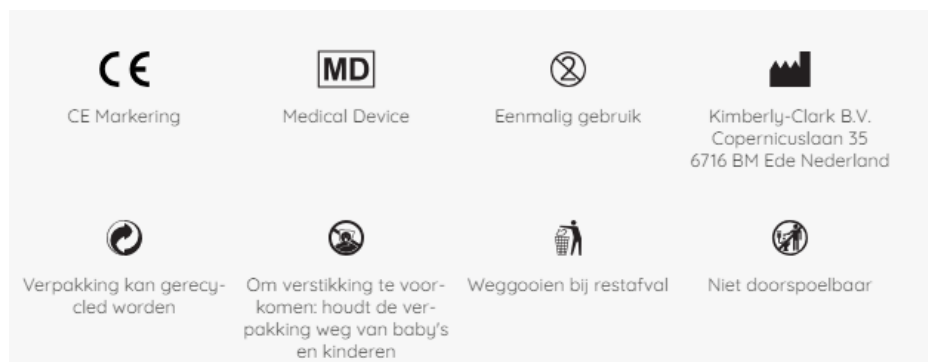 CE
MD
2
CE Markering
Medical Device
Eenmalig gebruik
Kimberly-Clark B.V.
Copernicuslaan 35
6716 BM Ede Nederland
Verpakking kan gerecy-
cled worden
Om verstikking te voor-
komen: houdt de ver-
pakking weg van baby's
en kinderen
Weggooien bij restafval
Niet doorspoelbaar